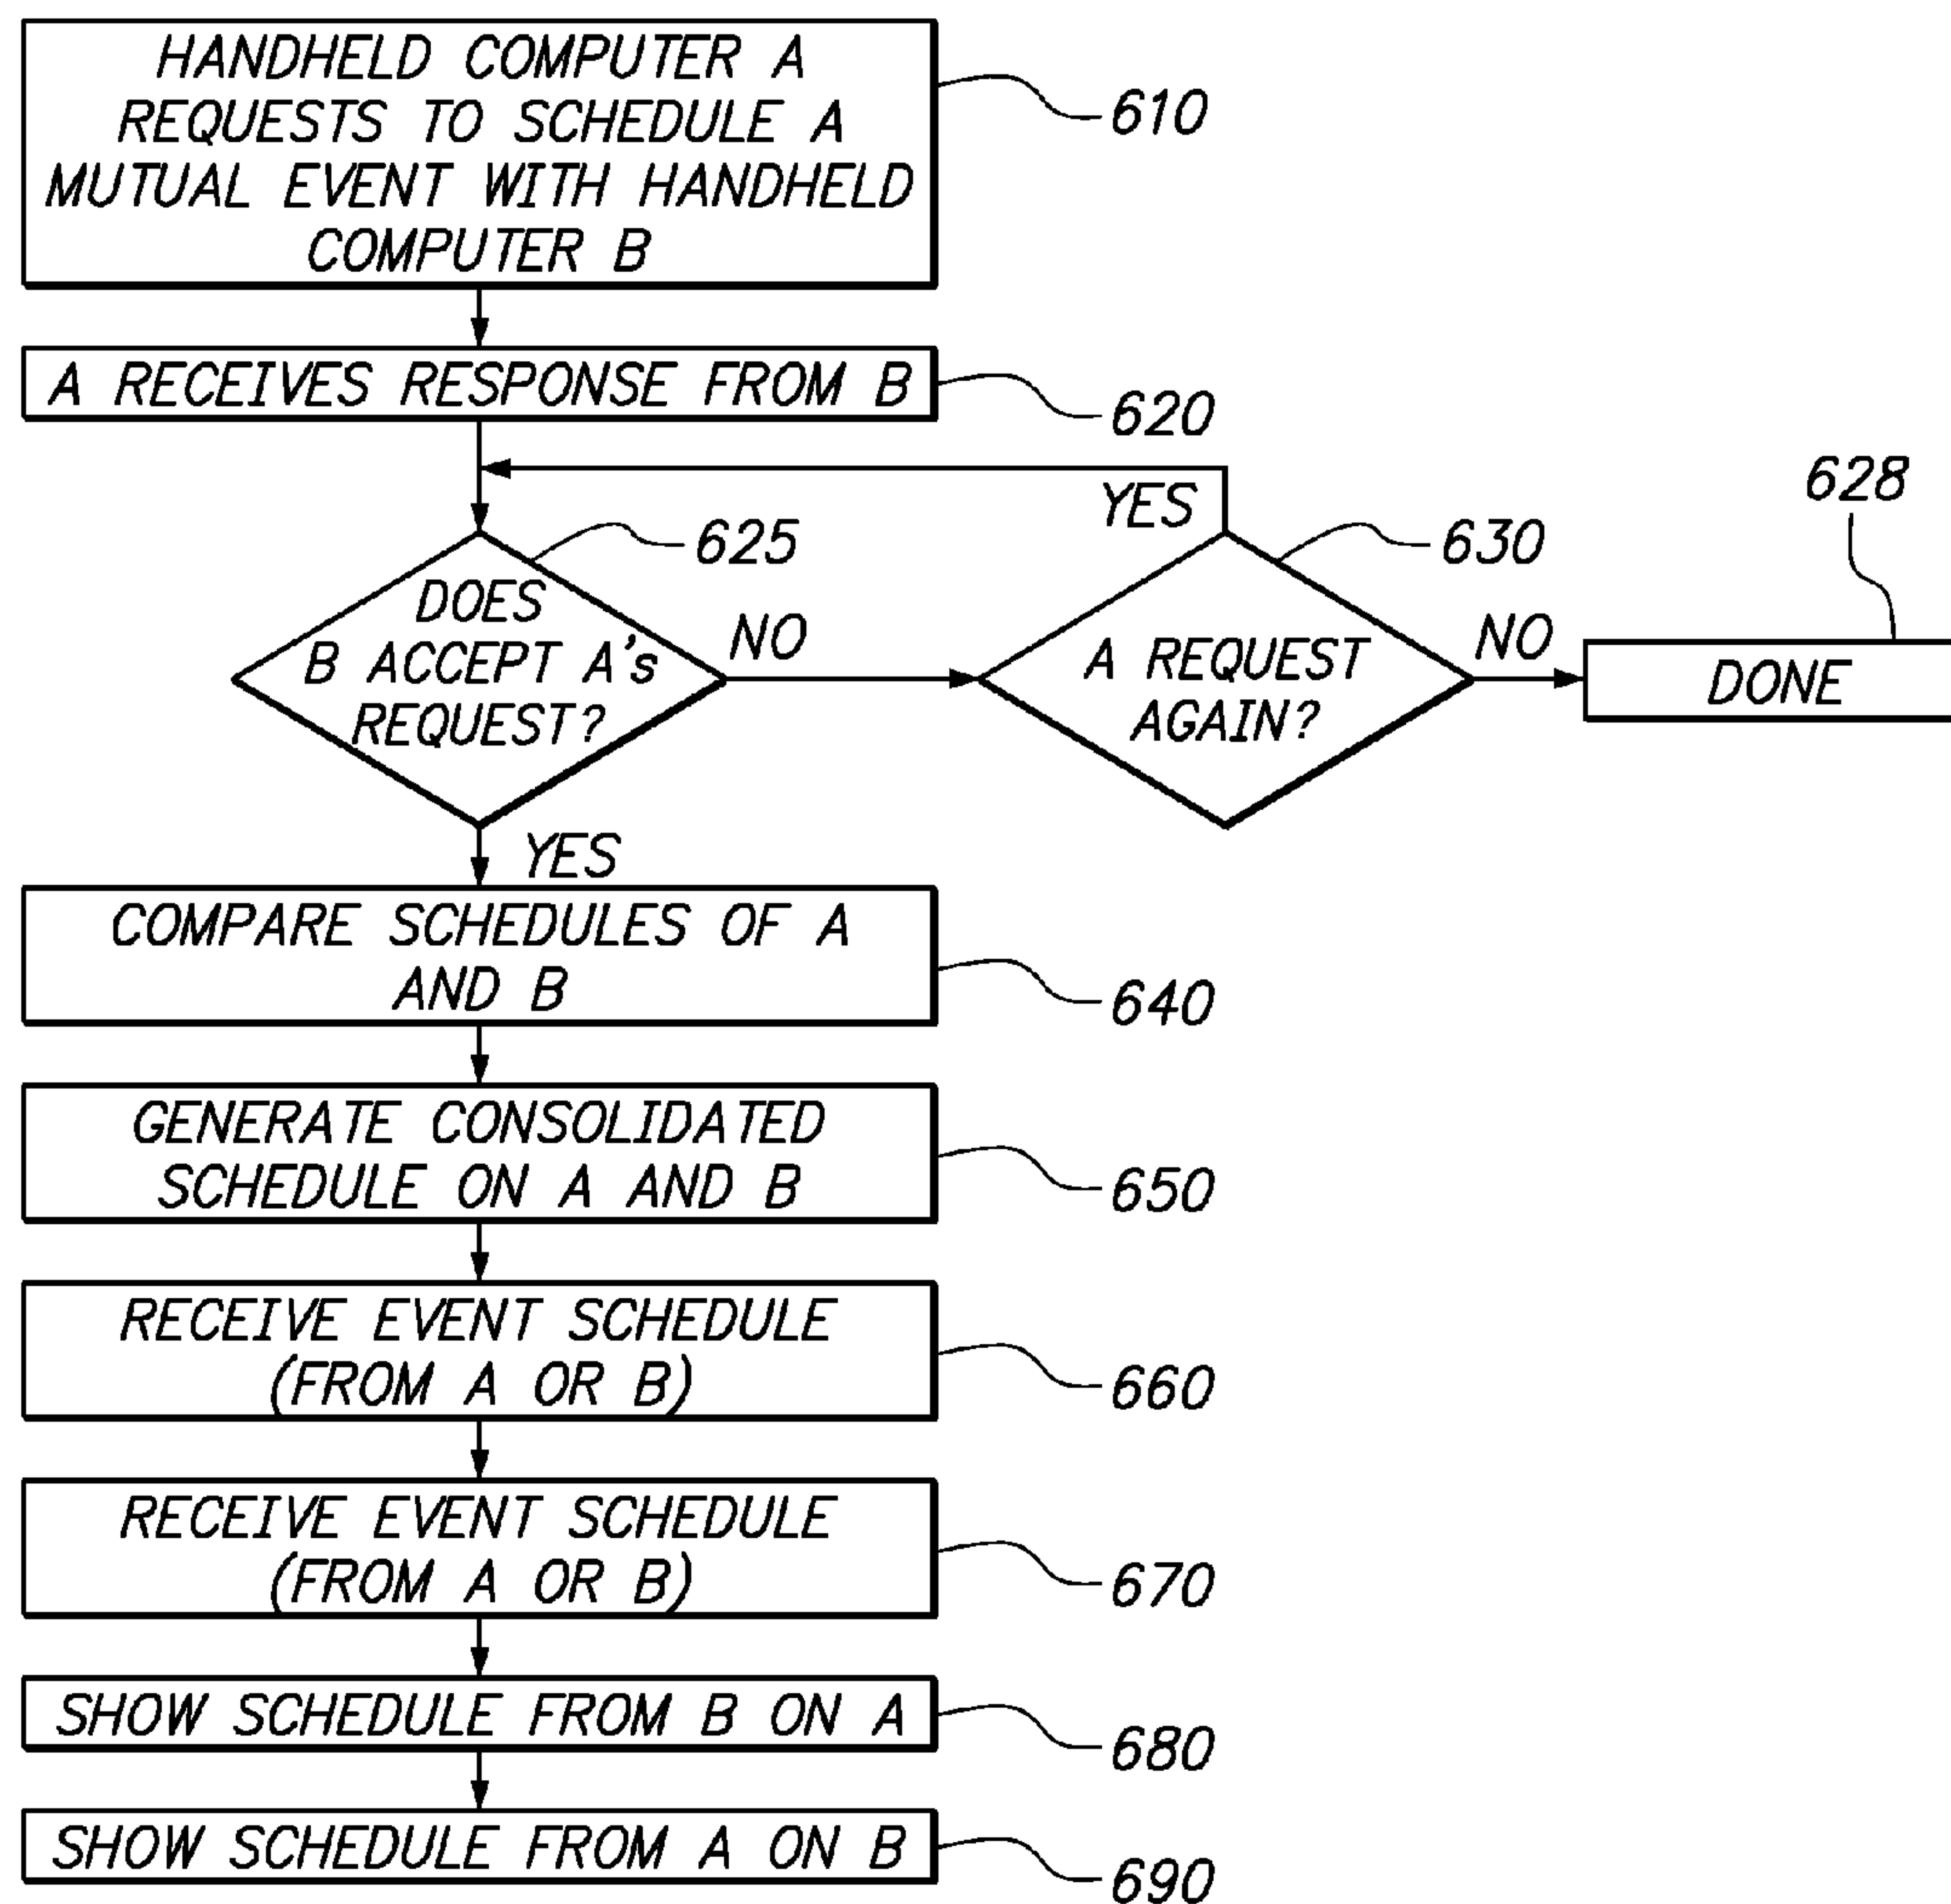 HANDHELD COMPUTER A
REQUESTS TO SCHEDULE A
MUTUAL EVENT WITH HANDHELD
COMPUTER B
610
A RECEIVES RESPONSE FROM B
620
628
YES
625
630
DOES
B ACCEPT A's
REQUEST?
NO
A REQUEST
AGAIN?
NO
DONE
YES
COMPARE SCHEDULES OF A
AND B
640
GENERATE CONSOLIDATED
SCHEDULE ON A AND B
650
RECEIVE EVENT SCHEDULE
(FROM A OR B)
660
RECEIVE EVENT SCHEDULE
(FROM A OR B)
670
SHOW SCHEDULE FROM B ON A
680
SHOW SCHEDULE FROM A ON B
690